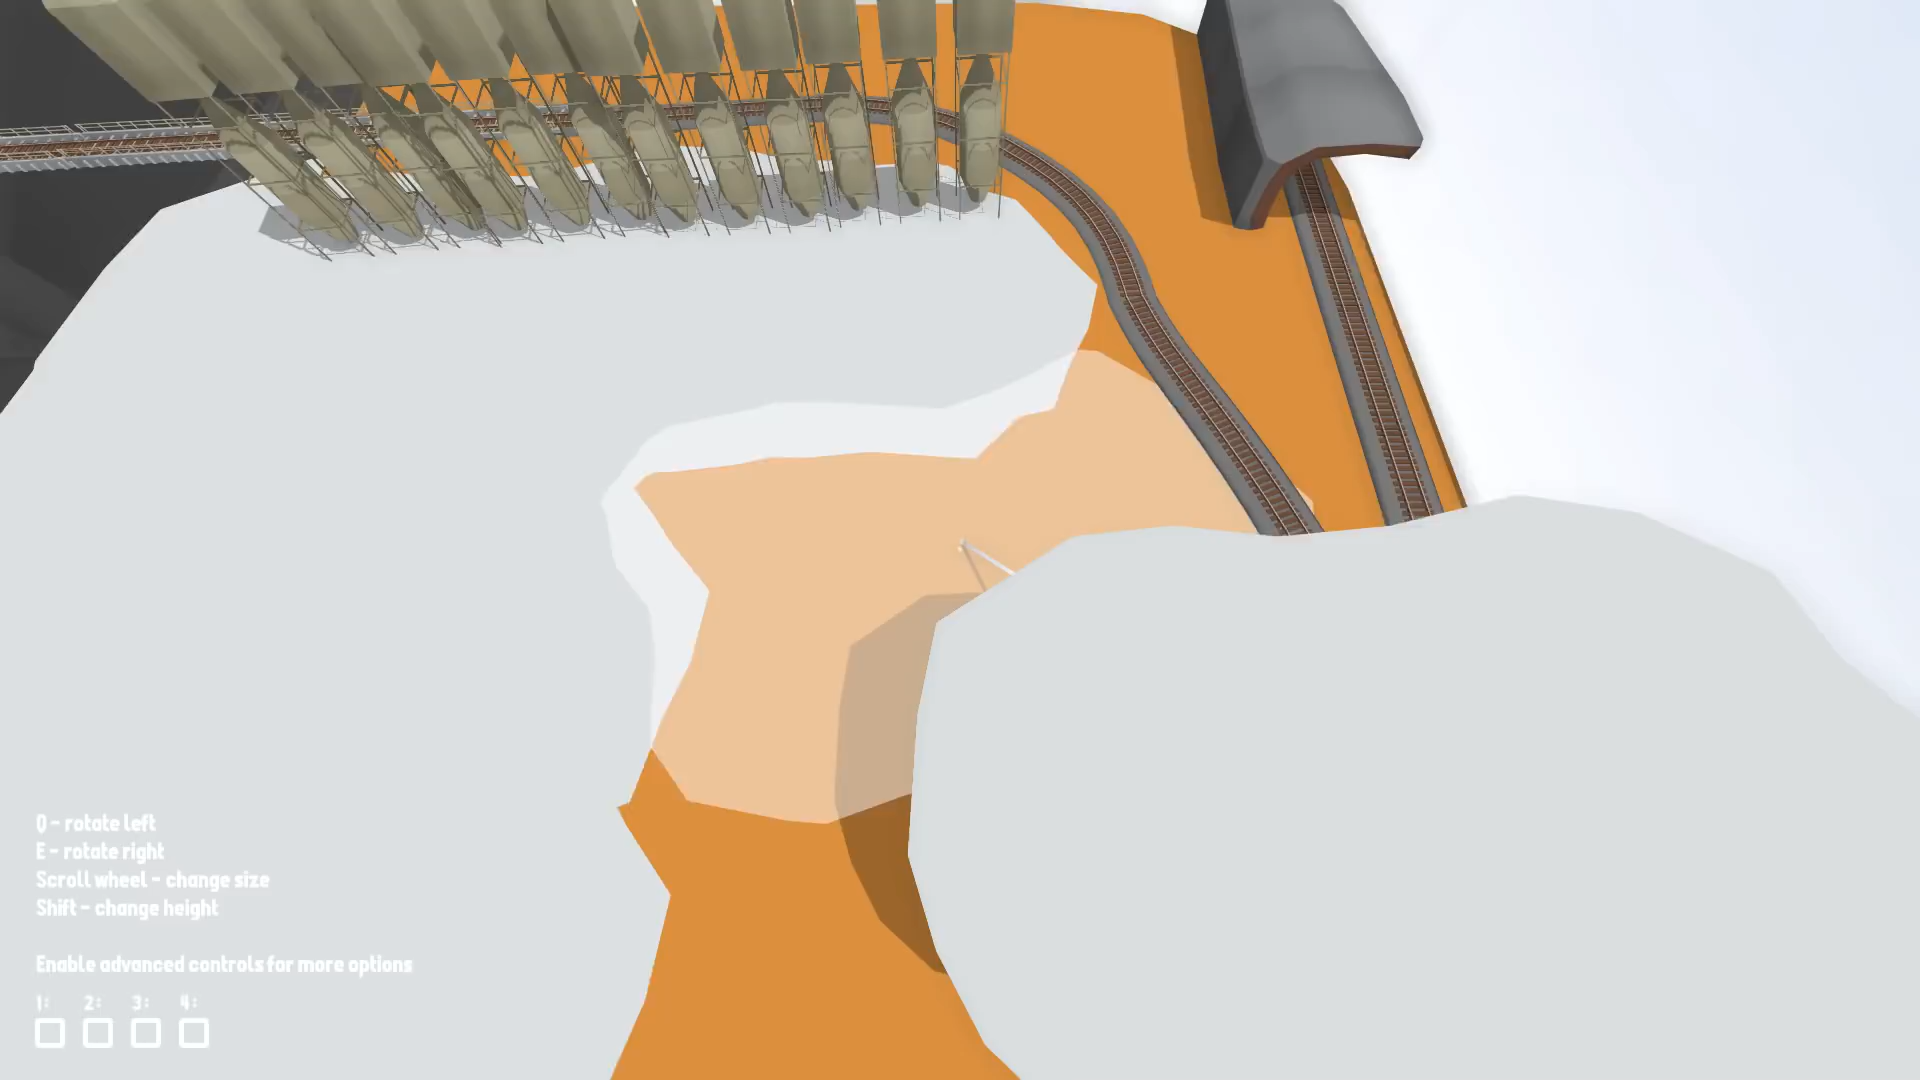 Q - rotate left
E - rotate right
Scroll wheel - change size
Shift - change height
Enable advanced controls for more options
1: 2: 3: 4: